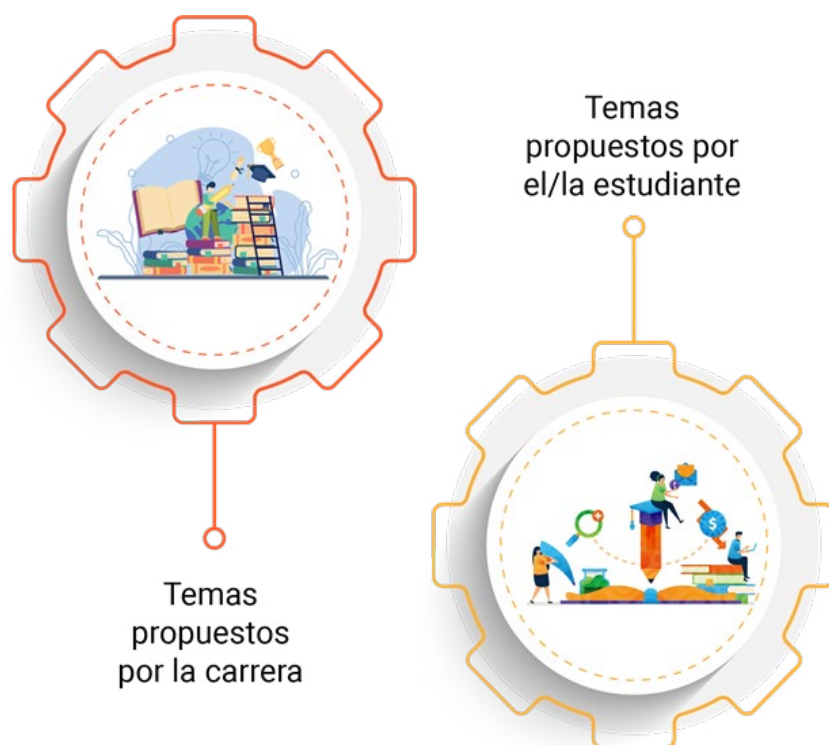 Temas
propuestos por
el/la estudiante
Temas
propuestos
por la carrera